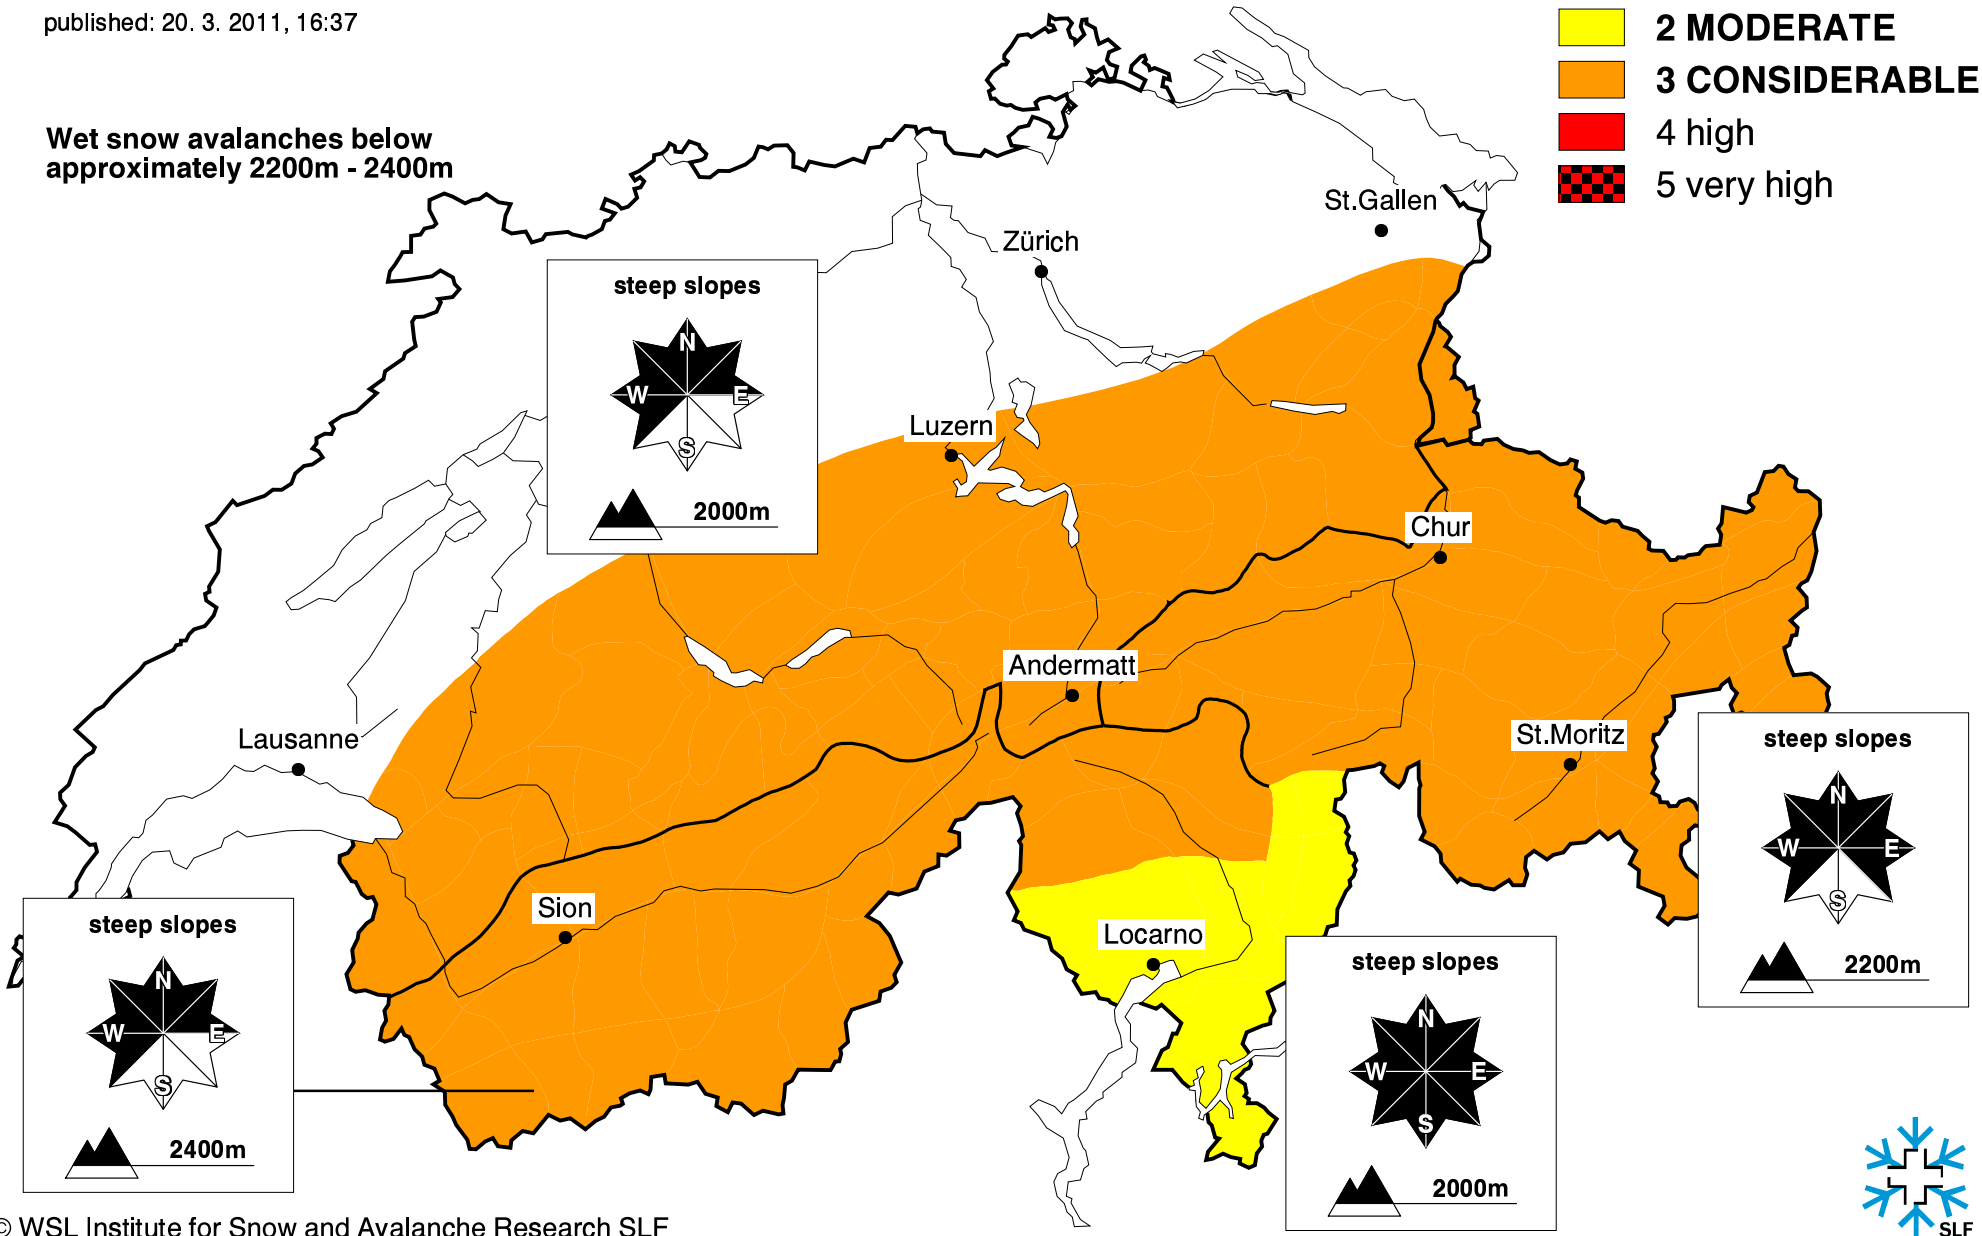 published: 20. 3. 2011, 16:37
2 MODERATE
3 CONSIDERABLE
4 high
5 very high
Wet snow avalanches below
approximately 2200m - 2400m
St.Gallen
Zürich
steep slopes
N
W
E
S
2000m
Luzern
Chur
Andermatt
Lausanne
St.Moritz
steep slopes
N
W
E
S
2200m
Sion
Locarno
steep slopes
N
W
E
S
2400m
steep slopes
N
W
E
S
2000m
© WSL Institute for Snow and Avalanche Research SLF
SLF